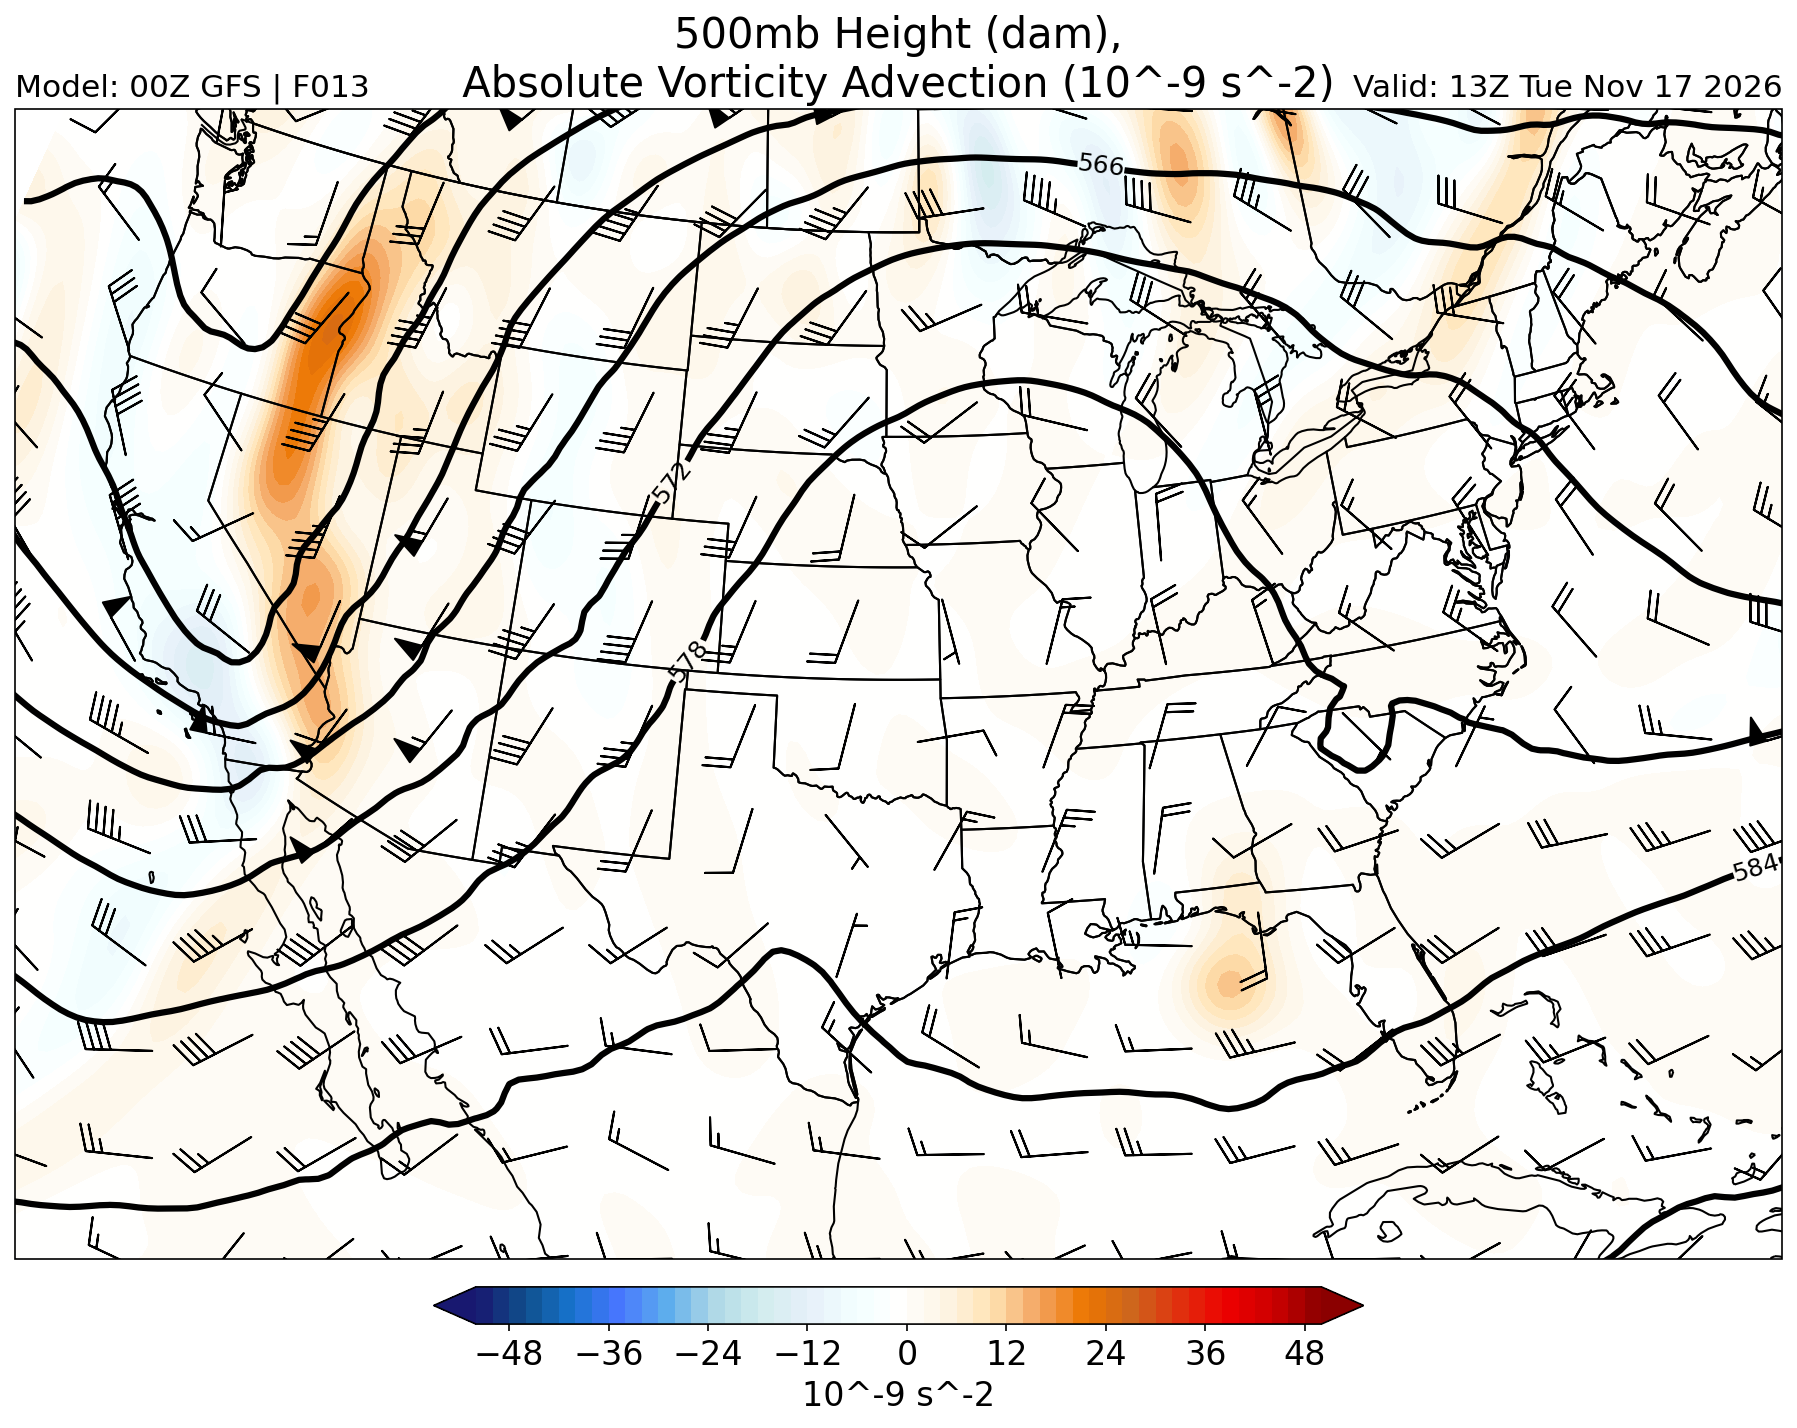 500mb Height (dam),
Model: 00Z GFS | F013 Absolute Vorticity Advection (10^-9 s^-2) Valid: 13Z Tue Nov 17 2026
566
572
578
584
−48 −36 −24 −12 0 12 24 36 48
10^-9 s^-2